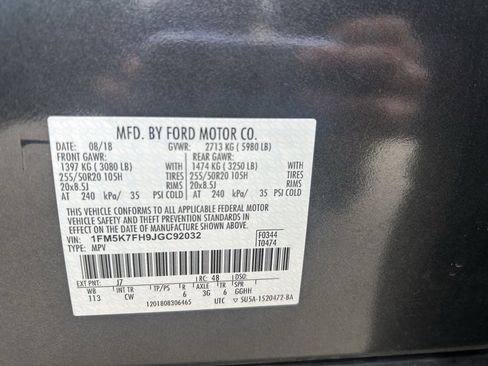 MFD. BY FORD MOTOR CO.
DATE: 08/18 GVWR: 2713 KG ( 5980 LB)
FRONT GAWR: REAR GAWR:
1397 KG ( 3080 LB) WITH 1474 KG ( 3250 LB) WITH
255/50R20 105H TIRES 255/50R20 105H TIRES
20x8.5J RIMS 20x8.5J RIMS
AT 240 kPa/ 35 PSI COLD AT 240 kPa/ 35 PSI COLD
THIS VEHICLE CONFORMS TO ALL APPLICABLE FEDERAL MOTOR
VEHICLE SAFETY AND THEFT PREVENTION STANDARDS IN
EFFECT ON THE DATE OF MANUFACTURE SHOWN ABOVE.
VIN: 1FM5K7FH9JGC92032 F0344
TYPE: MPV T0474
EXT PNT: J7 RC: 48 DSO:
WB INT TR TP/PS R AXLE TR SPR
113 CW 6 3G 6 GGHH
1201808306465 UTC 5U5A-1520472-BA